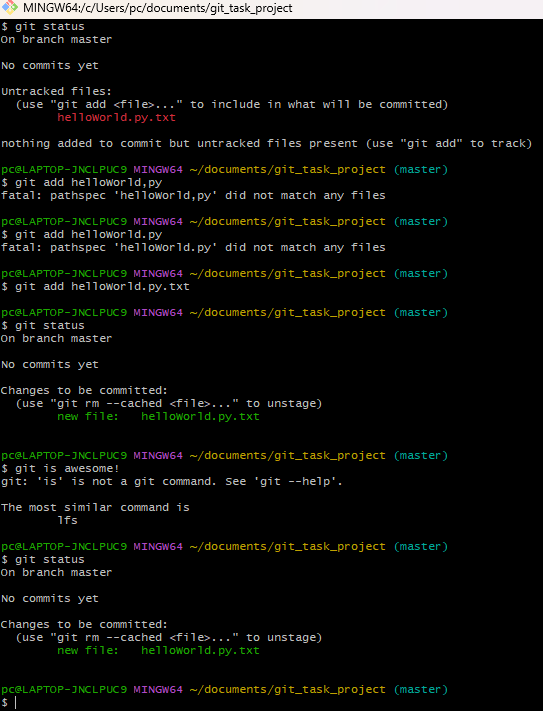 MINGW64:/c/Users/pc/documents/git_task_project
$ git status
On branch master
No commits yet
Untracked files:
(use "git add <file>..." to include in what will be committed)
helloWorld.py.txt
nothing added to commit but untracked files present (use "git add" to track)
pc@LAPTOP-JNCLPUC9 MINGW64 ~/documents/git_task_project (master)
$ git add helloWorld,py
fatal: pathspec 'helloWorld,py' did not match any files
pc@LAPTOP-JNCLPUC9 MINGW64 ~/documents/git_task_project (master)
$ git add helloWorld.py
fatal: pathspec 'helloWorld.py' did not match any files
pc@LAPTOP-JNCLPUC9 MINGW64 ~/documents/git_task_project (master)
$ git add helloWorld.py.txt
pc@LAPTOP-JNCLPUC9 MINGW64 ~/documents/git_task_project (master)
$ git status
On branch master
No commits yet
Changes to be committed:
(use "git rm --cached <file>..." to unstage)
new file:   helloWorld.py.txt
pc@LAPTOP-JNCLPUC9 MINGW64 ~/documents/git_task_project (master)
$ git is awesome!
git: 'is' is not a git command. See 'git --help'.
The most similar command is
lfs
pc@LAPTOP-JNCLPUC9 MINGW64 ~/documents/git_task_project (master)
$ git status
On branch master
No commits yet
Changes to be committed:
(use "git rm --cached <file>..." to unstage)
new file:   helloWorld.py.txt
pc@LAPTOP-JNCLPUC9 MINGW64 ~/documents/git_task_project (master)
$